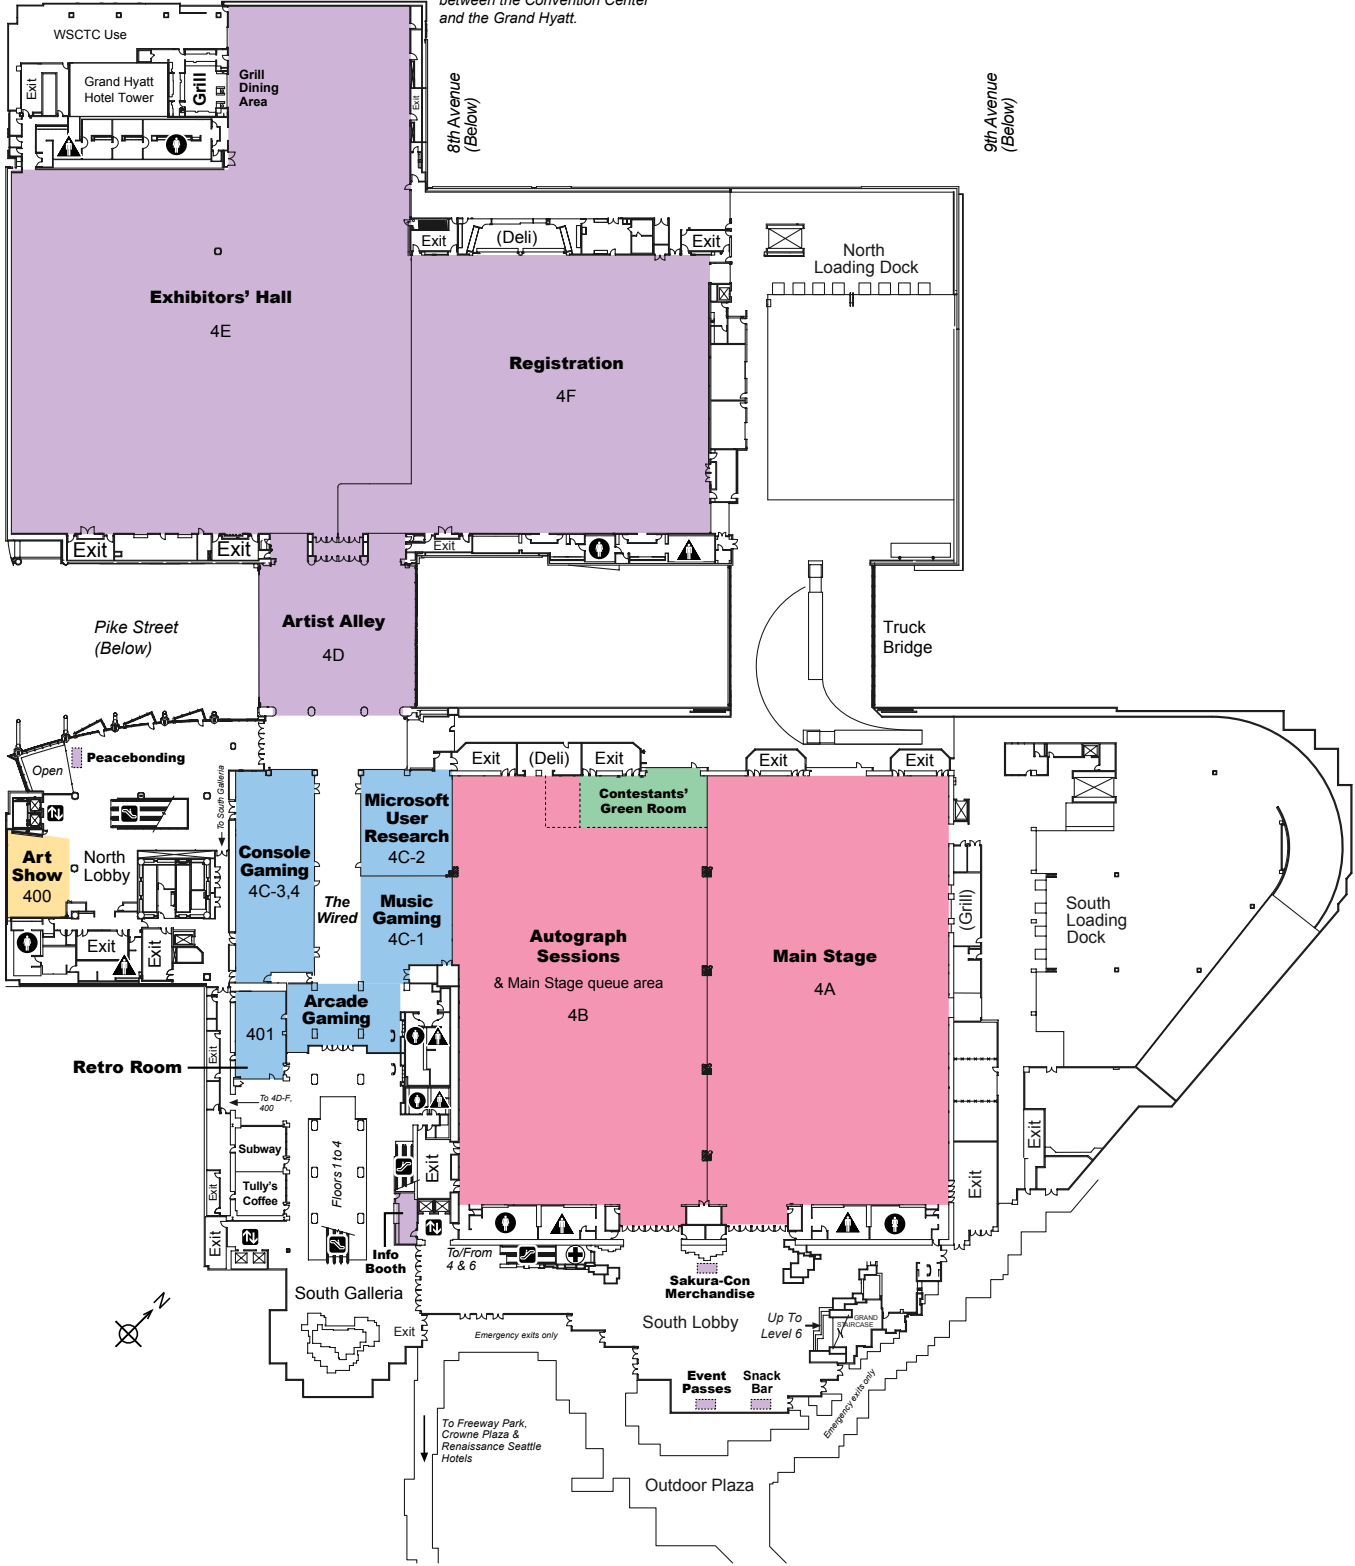 between the Convention Center
and the Grand Hyatt.
WSCTC Use
Exit
Grand Hyatt
Hotel Tower
Grill
Grill
Dining
Area
Exit
8th Avenue
(Below)
9th Avenue
(Below)
Exit
(Deli)
Exit
North
Loading Dock
Exhibitors' Hall
4E
Registration
4F
Exit
Exit
Exit
Artist Alley
4D
Pike Street
(Below)
Truck
Bridge
Peacebonding
Open
To South Galleria
Exit
(Deli)
Exit
Exit
Exit
Contestants'
Green Room
Microsoft
User
Research
4C-2
Console
Gaming
4C-3,4
The
Wired
Music
Gaming
4C-1
Art
Show
400
North
Lobby
Exit
Exit
Autograph
Sessions
& Main Stage queue area
4B
Main Stage
4A
(Grill)
South
Loading
Dock
Arcade
Gaming
401
Exit
Retro Room
To 4D-F,
400
Subway
Tully's
Coffee
Floors 1 to 4
Exit
Exit
Exit
Exit
Exit
Info
Booth
To/From
4 & 6
Sakura-Con
Merchandise
South Galleria
South Lobby
Up To
Level 6
GRAND
STAIRCASE
N
Exit
Emergency exits only
Event
Passes
Snack
Bar
Emergency exits only
To Freeway Park,
Crowne Plaza &
Renaissance Seattle
Hotels
Outdoor Plaza